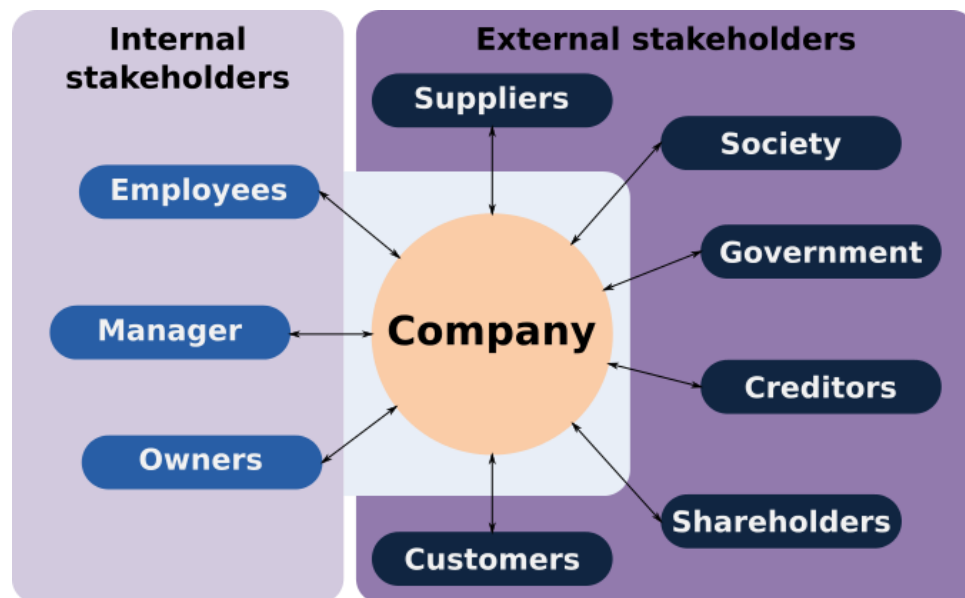 Internal
stakeholders
Employees
Manager
Owners
External stakeholders
Suppliers
Society
Government
Company
Creditors
Shareholders
Customers